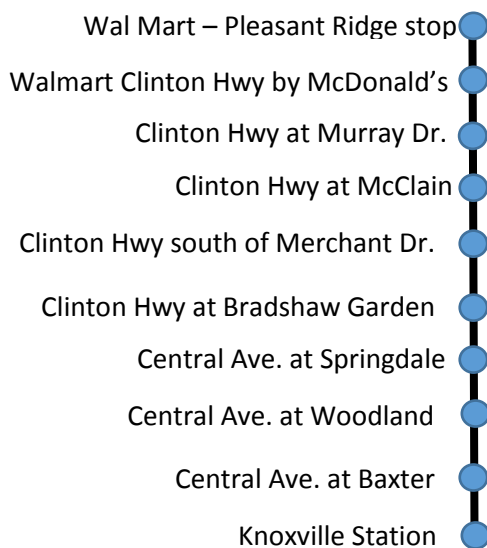 Wal Mart – Pleasant Ridge stop
Walmart Clinton Hwy by McDonald’s
Clinton Hwy at Murray Dr.
Clinton Hwy at McClain
Clinton Hwy south of Merchant Dr.
Clinton Hwy at Bradshaw Garden
Central Ave. at Springdale
Central Ave. at Woodland
Central Ave. at Baxter
Knoxville Station